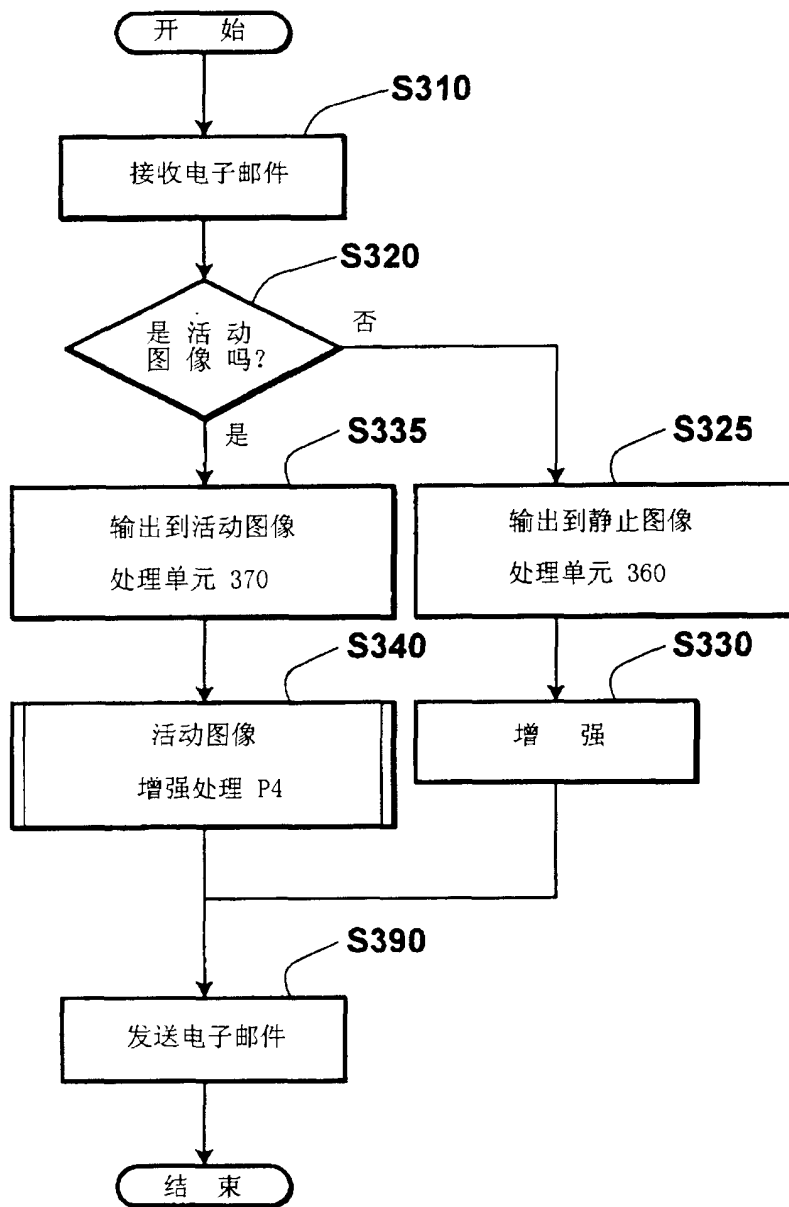 开 始
S310
接收电子邮件
S320
是 活 动
图 像 吗?
否
是
S335
输出到活动图像
处理单元 370
S325
输出到静止图像
处理单元 360
S340
活动图像
增强处理 P4
S330
增 强
S390
发送电子邮件
结 束